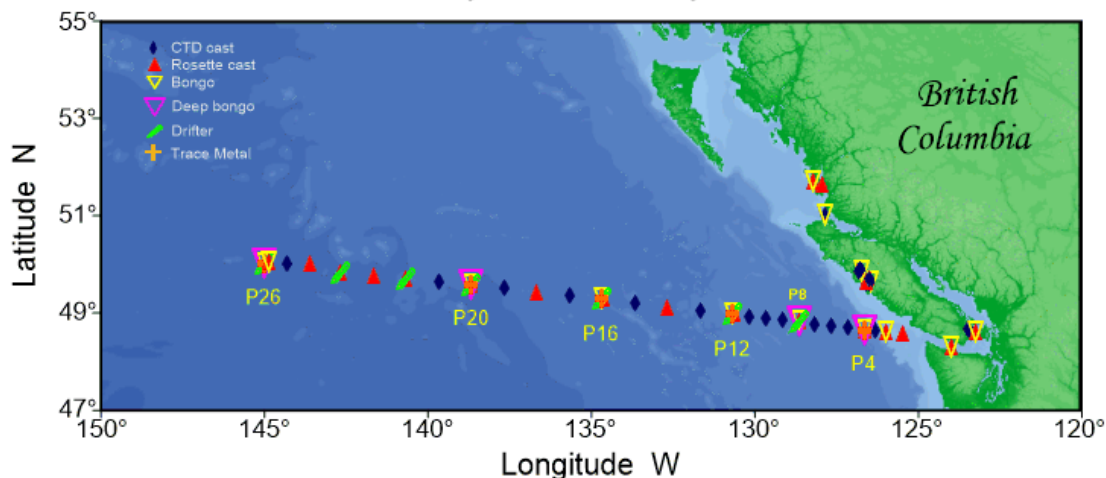 55°
53°
51°
49°
47°
Latitude N
CTD cast
Rosette cast
Bongo
Deep bongo
Drifter
Trace Metal
British
Columbia
P26
P20
P16
P12
P8
P4
150°
145°
140°
135°
130°
125°
120°
Longitude W